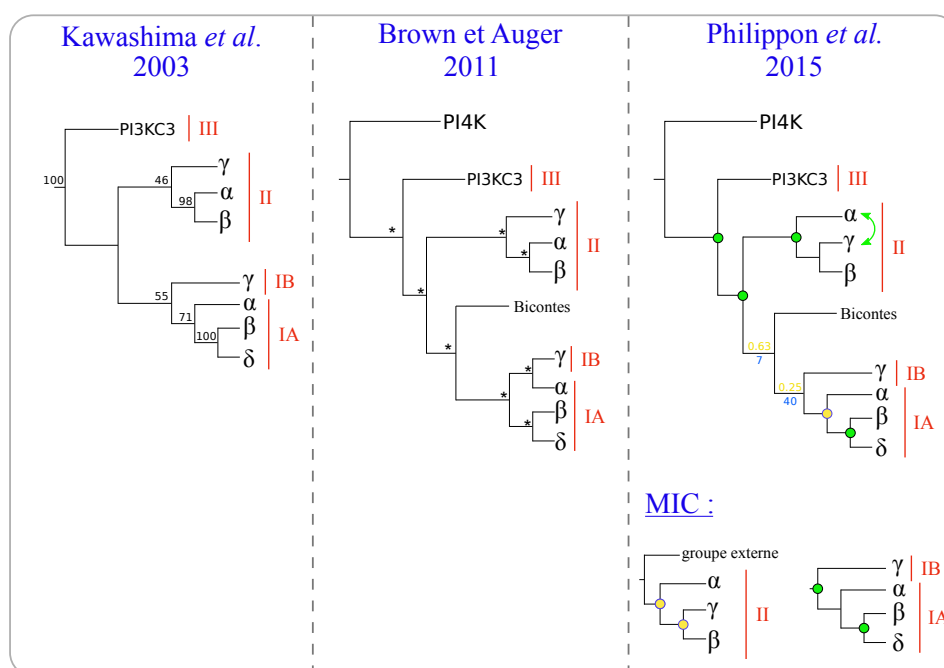 Kawashima et al.
2003
PI3KC3 III
100
46
γ
98
α
β
II
55
γ IB
71
α
100
β
δ
IA
Brown et Auger
2011
PI4K
PI3KC3 III
*
γ
*
α
*
β
II
*
Bicontes
*
γ IB
*
α
*
β
*
δ
IA
Philippon et al.
2015
PI4K
PI3KC3 III
α
γ
β
II
Bicontes
0.63
7
γ IB
0.25
40
α
β
δ
IA
MIC :
groupe externe
α
γ
β
II
γ IB
α
β
δ
IA